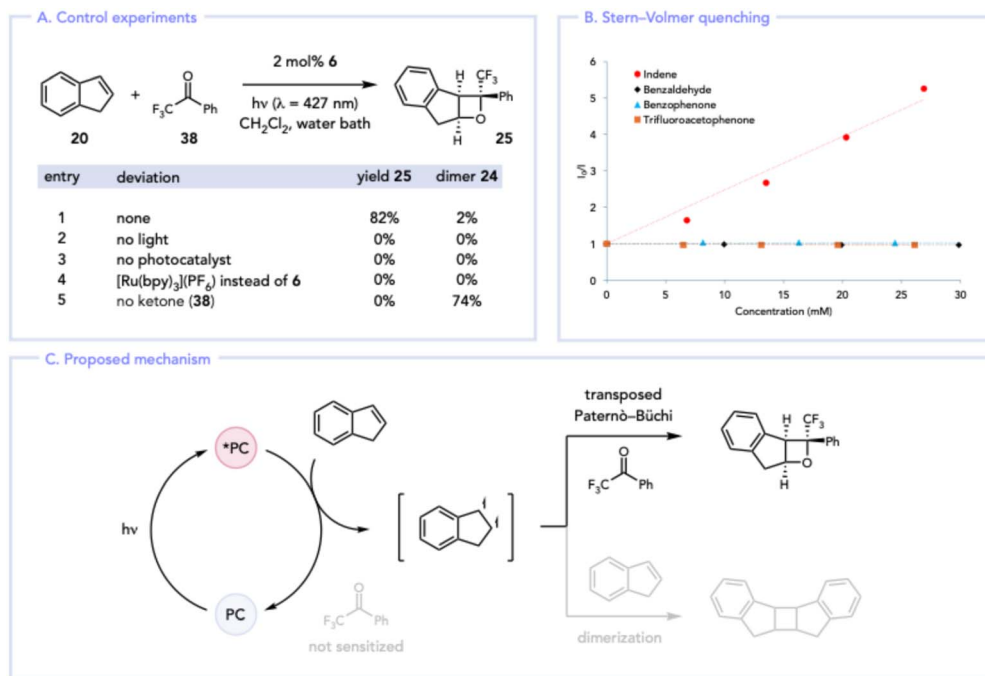 A. Control experiments
2 mol% 6
hν (λ = 427 nm)
CH2Cl2, water bath
+
O
F3C
Ph
20
38
H
CF3
Ph
O
H
25
entry deviation yield 25 dimer 24
1 none 82% 2%
2 no light 0% 0%
3 no photocatalyst 0% 0%
4 [Ru(bpy)3](PF6) instead of 6 0% 0%
5 no ketone (38) 0% 74%
B. Stern–Volmer quenching
6
5
4
3
2
1
0
I0/I
Indene
Benzaldehyde
Benzophenone
Trifluoroacetophenone
0 5 10 15 20 25 30
Concentration (mM)
C. Proposed mechanism
*PC
hν
PC
O
F3C
Ph
not sensitized
transposed
Paternò–Büchi
O
F3C
Ph
dimerization
H
CF3
Ph
O
H